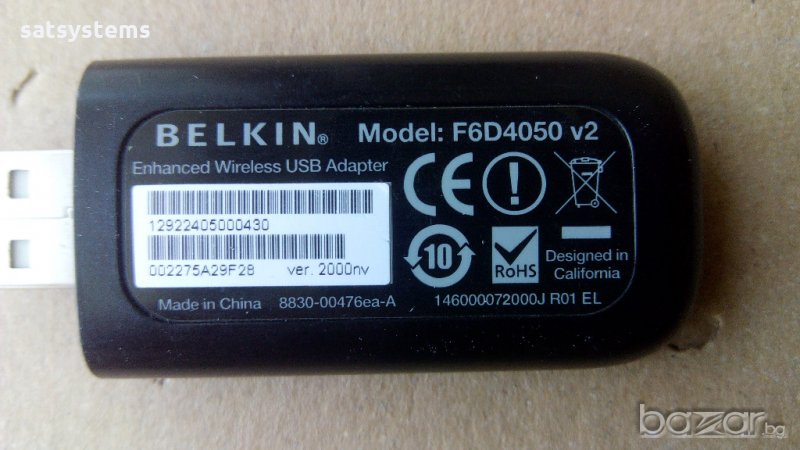 satsystems
BELKIN® Model: F6D4050 v2
Enhanced Wireless USB Adapter
12922405000430
002275A29F28 ver. 2000nv
CE
10
RoHS
Designed in
California
Made in China 8830-00476ea-A 146000072000J R01 EL
bazar.bg